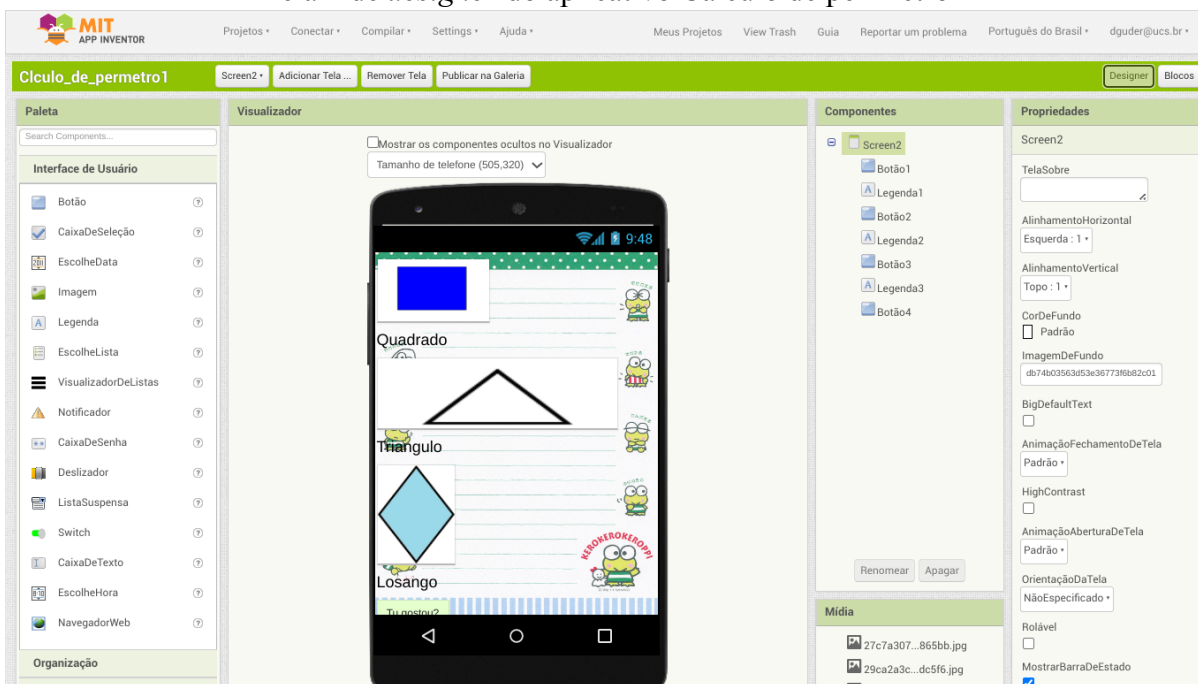 MIT
APP INVENTOR
Projetos
Conectar
Compilar
Settings
Ajuda
Meus Projetos
View Trash
Guia
Reportar um problema
Português do Brasil
dguder@ucs.br
Clculo_de_permetro1
Screen2
Adicionar Tela ...
Remover Tela
Publicar na Galeria
Designer
Blocos
Paleta
Search Components...
Interface de Usuário
Botão
CaixaDeSeleção
EscolheData
Imagem
Legenda
EscolheLista
VisualizadorDeListas
Notificador
CaixaDeSenha
Deslizador
ListaSuspensa
Switch
CaixaDeTexto
EscolheHora
NavegadorWeb
Organização
Visualizador
Mostrar os componentes ocultos no Visualizador
Tamanho de telefone (505,320)
9:48
Quadrado
Triangulo
Losango
KEROKEROKEROPPI
Tu gostou?
Componentes
Screen2
Botão1
Legenda1
Botão2
Legenda2
Botão3
Legenda3
Botão4
Renomear
Apagar
Mídia
27c7a307...865bb.jpg
29ca2a3c...dc5f6.jpg
Propriedades
Screen2
TelaSobre
AlinhamentoHorizontal
Esquerda : 1
AlinhamentoVertical
Topo : 1
CorDeFundo
Padrão
ImagemDeFundo
db74b03563d53e36773f6b82c01
BigDefaultText
AnimaçãoFechamentoDeTela
Padrão
HighContrast
AnimaçãoAberturaDeTela
Padrão
OrientaçãoDaTela
NãoEspecificado
Rolável
MostrarBarraDeEstado